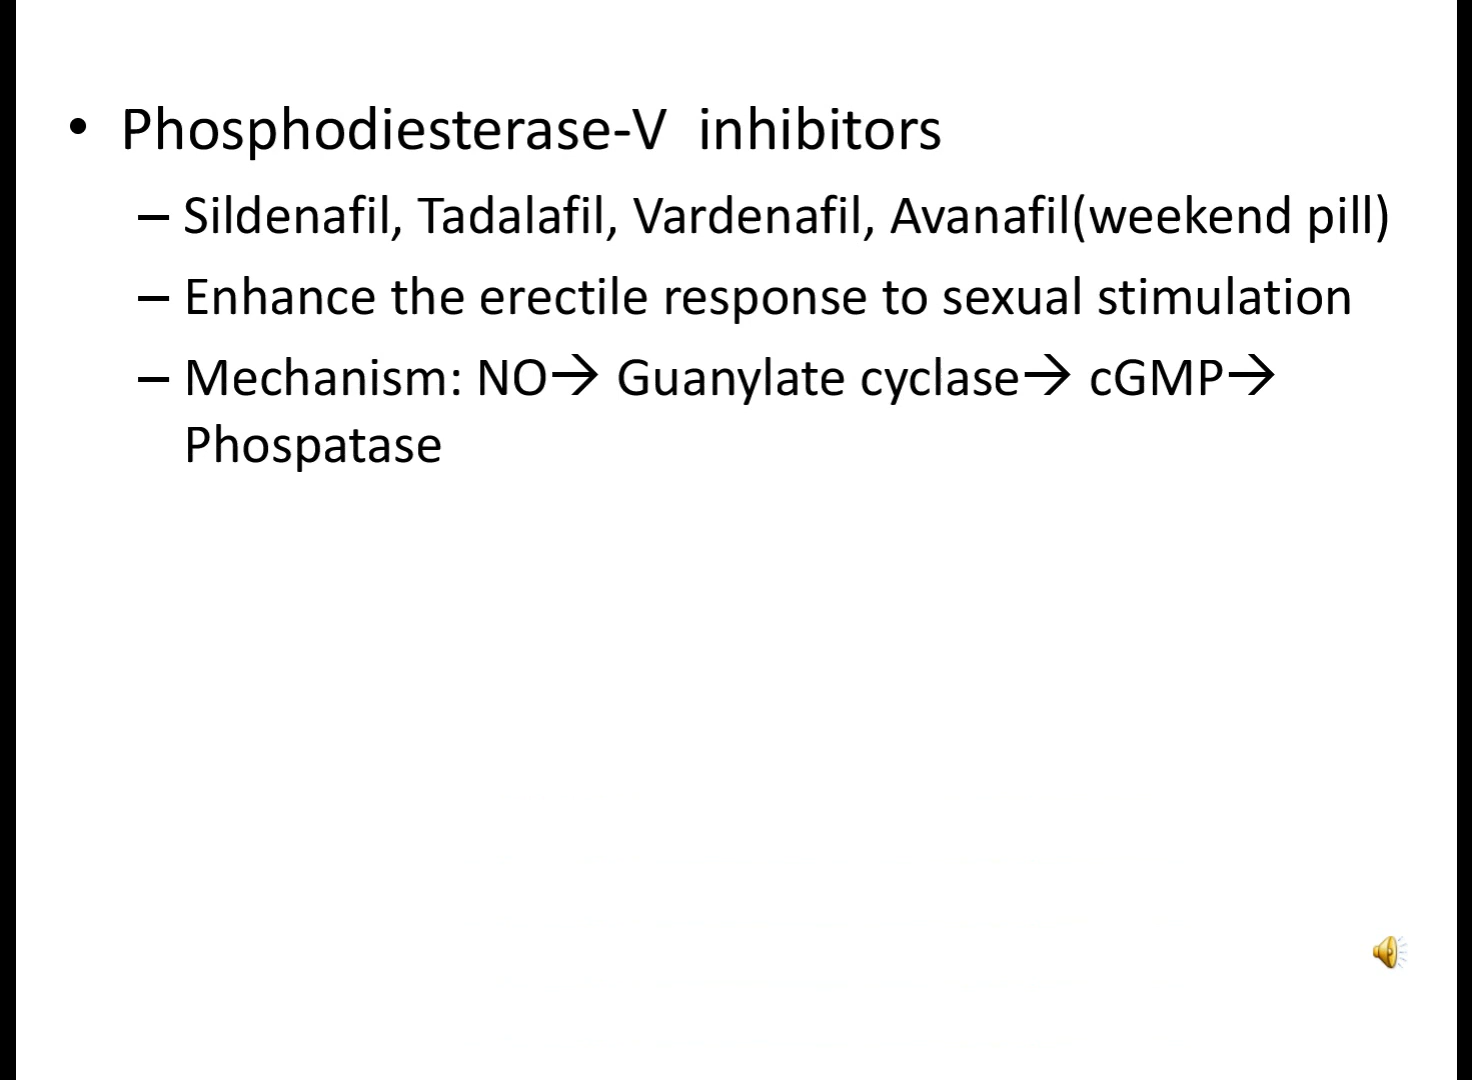 • Phosphodiesterase-V inhibitors
– Sildenafil, Tadalafil, Vardenafil, Avanafil(weekend pill)
– Enhance the erectile response to sexual stimulation
– Mechanism: NO→ Guanylate cyclase→ cGMP→
Phospatase